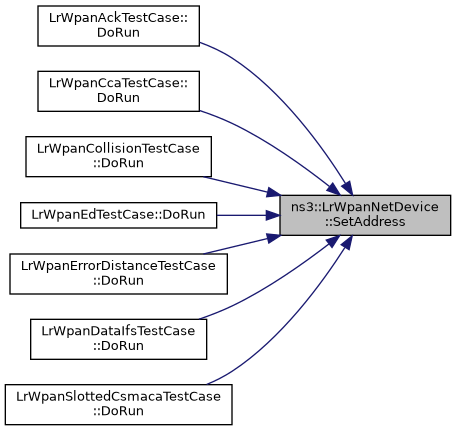 LrWpanAckTestCase::
DoRun
LrWpanCcaTestCase::
DoRun
LrWpanCollisionTestCase
::DoRun
LrWpanEdTestCase::DoRun
LrWpanErrorDistanceTestCase
::DoRun
LrWpanDataIfsTestCase
::DoRun
LrWpanSlottedCsmacaTestCase
::DoRun
ns3::LrWpanNetDevice
::SetAddress